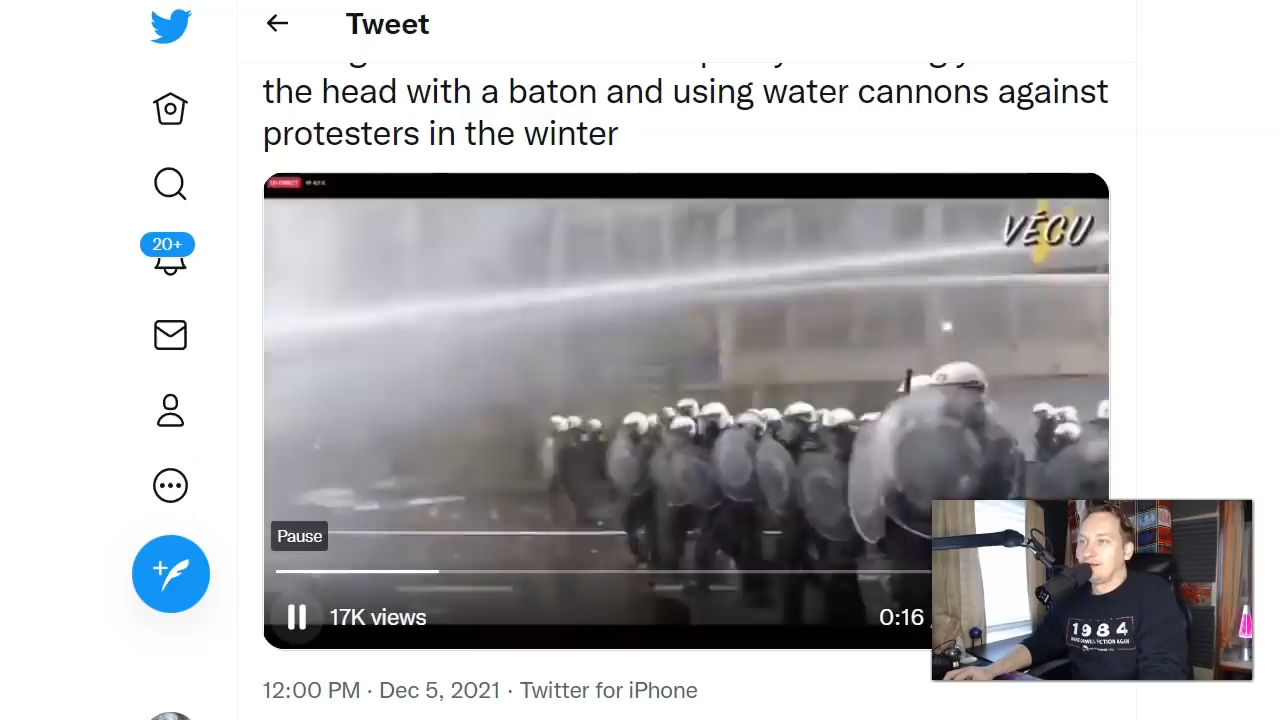 Tweet
the head with a baton and using water cannons against
protesters in the winter
VÉCU
20+
Pause
17K views
0:16
1984
12:00 PM · Dec 5, 2021 · Twitter for iPhone